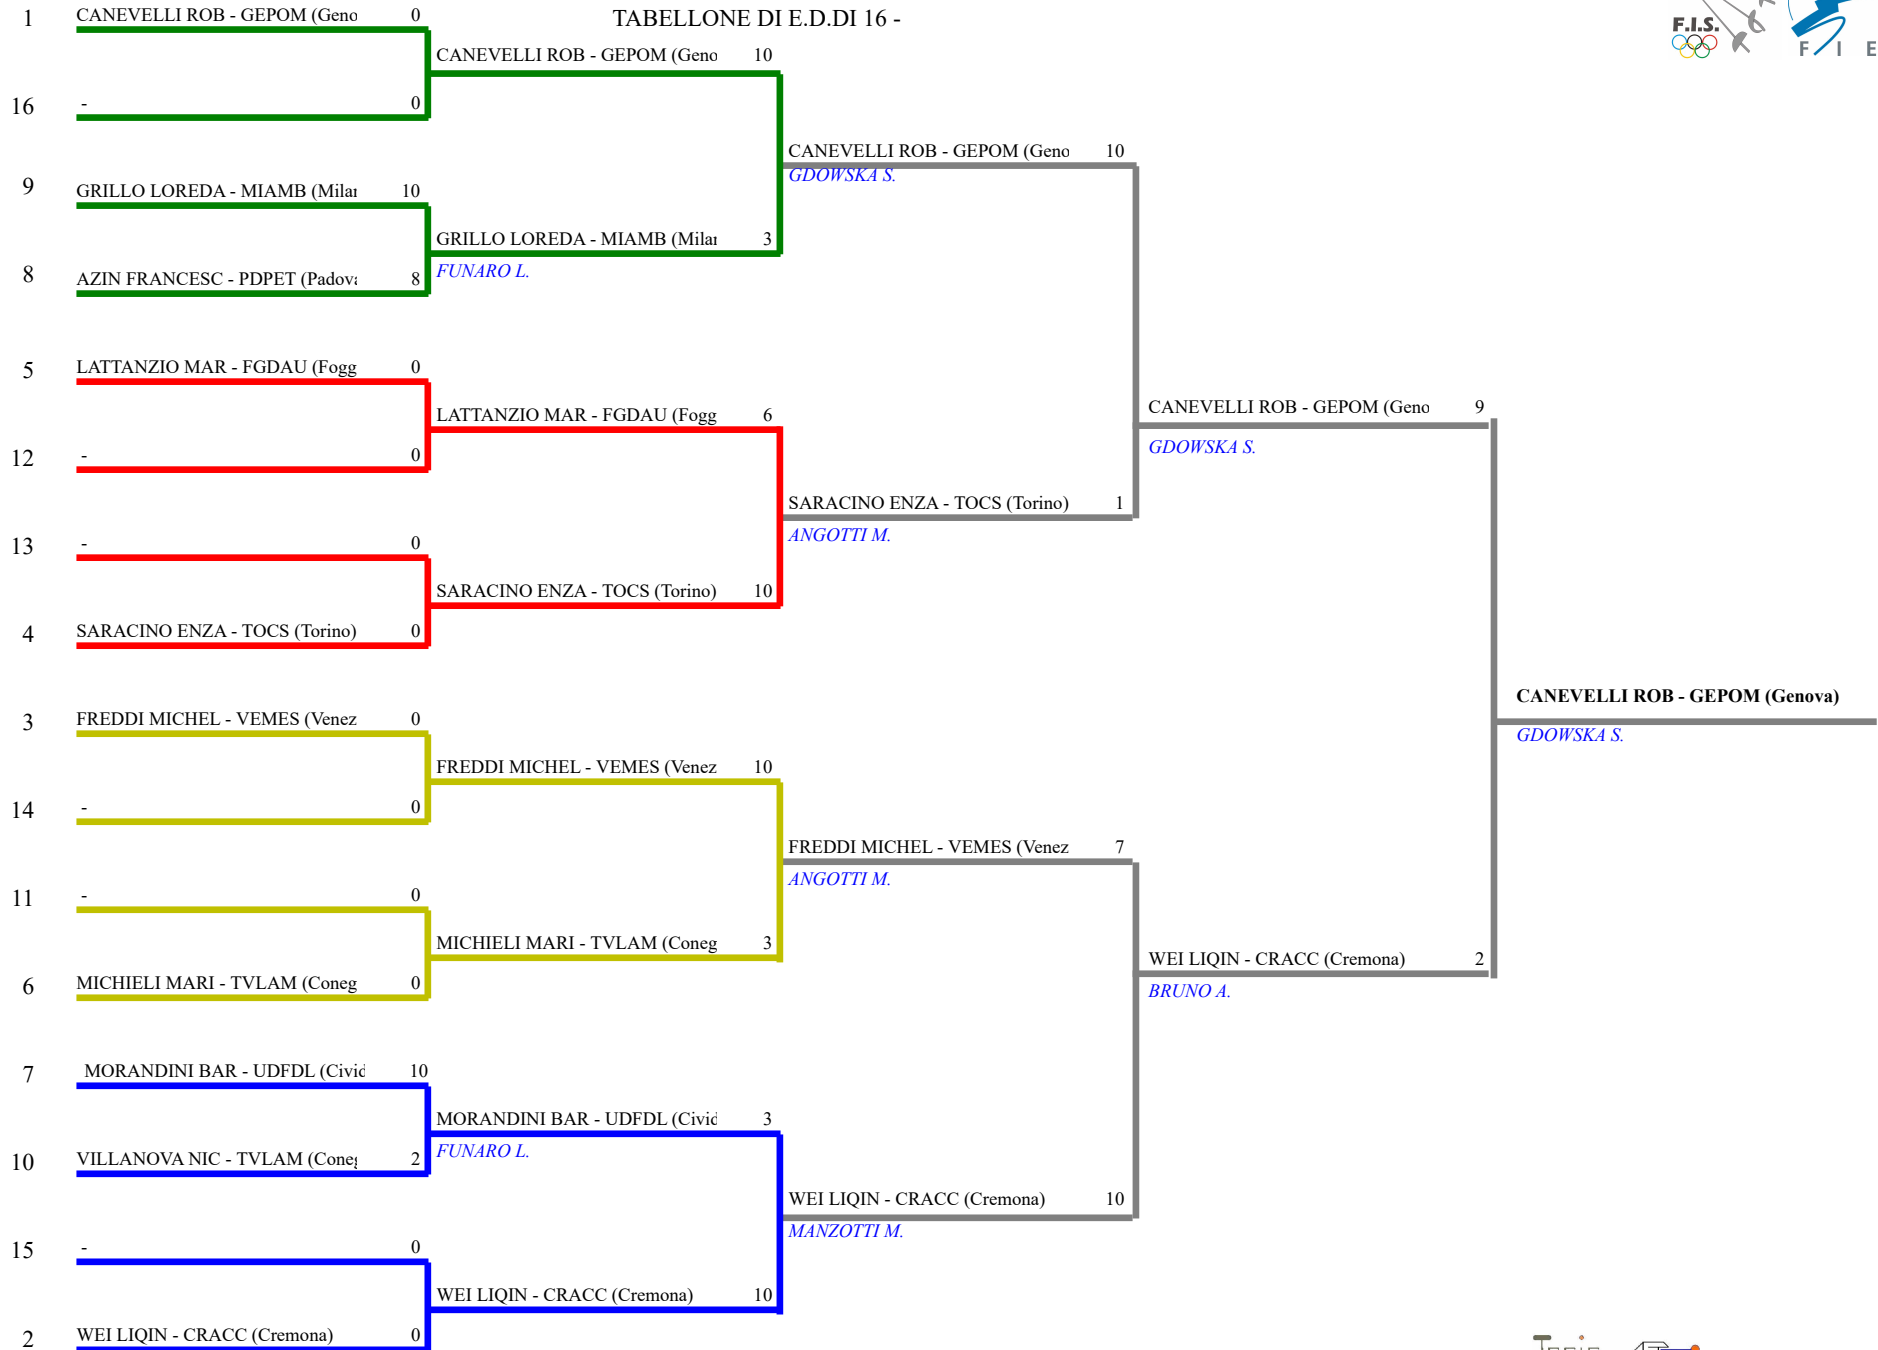 TABELLONE DI E.D.DI 16 -
F.I.S.
F I E
1 CANEVELLI ROB - GEPOM (Geno 0
CANEVELLI ROB - GEPOM (Geno 10
16 - 0
CANEVELLI ROB - GEPOM (Geno 10
GDOWSKA S.
9 GRILLO LOREDA - MIAMB (Milar 10
GRILLO LOREDA - MIAMB (Milar 3
FUNARO L.
8 AZIN FRANCESC - PDPET (Padova 8
5 LATTANZIO MAR - FGDAU (Fogg 0
LATTANZIO MAR - FGDAU (Fogg 6
CANEVELLI ROB - GEPOM (Geno 9
GDOWSKA S.
12 - 0
SARACINO ENZA - TOCS (Torino) 1
ANGOTTI M.
13 - 0
SARACINO ENZA - TOCS (Torino) 10
4 SARACINO ENZA - TOCS (Torino) 0
CANEVELLI ROB - GEPOM (Genova)
GDOWSKA S.
3 FREDDI MICHEL - VEMES (Venez 0
FREDDI MICHEL - VEMES (Venez 10
14 - 0
FREDDI MICHEL - VEMES (Venez 7
ANGOTTI M.
11 - 0
MICHIELI MARI - TVLAM (Coneg 3
6 MICHIELI MARI - TVLAM (Coneg 0
WEI LIQIN - CRACC (Cremona) 2
BRUNO A.
7 MORANDINI BAR - UDFDL (Civid 10
MORANDINI BAR - UDFDL (Civid 3
FUNARO L.
10 VILLANOVA NIC - TVLAM (Coneg 2
WEI LIQIN - CRACC (Cremona) 10
MANZOTTI M.
15 - 0
WEI LIQIN - CRACC (Cremona) 10
2 WEI LIQIN - CRACC (Cremona) 0